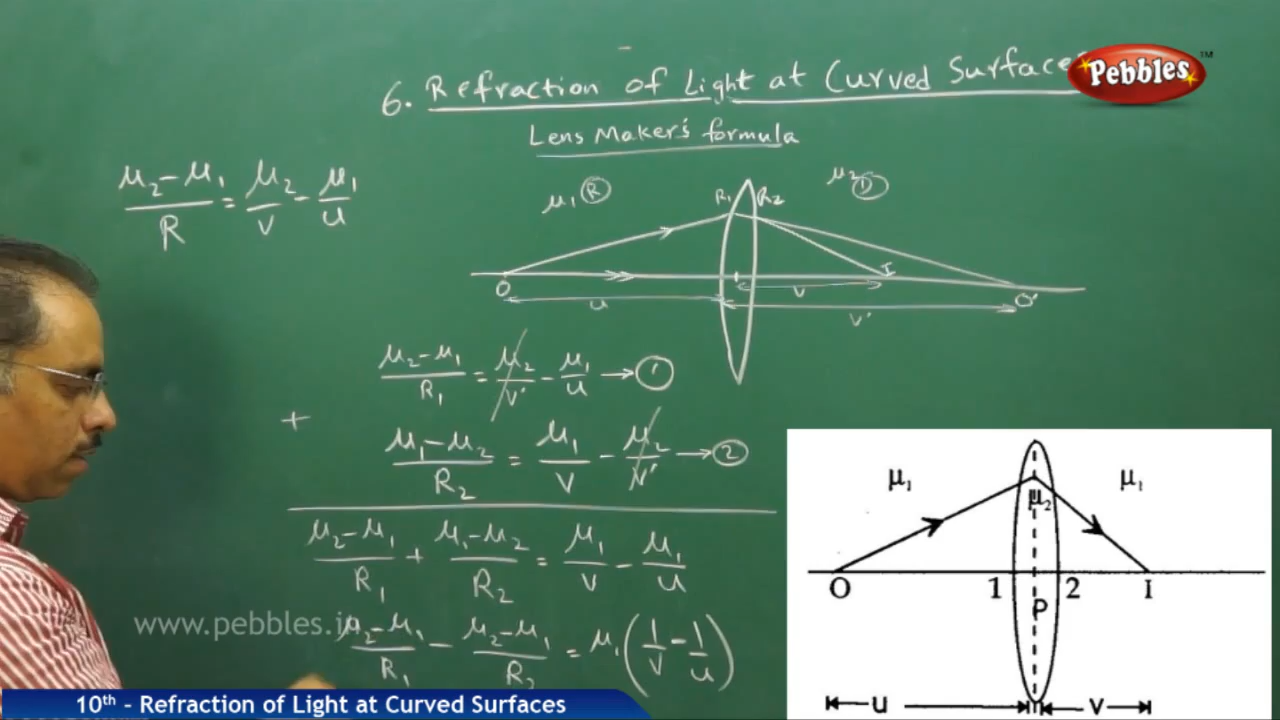 Pebbles™
6. Refraction of Light at Curved Surface
Lens Maker's formula
μ₂-μ₁/R = μ₂/v - μ₁/u
μ₁ (R) R₁ R₂ μ₂ (D)
O I O'
u v
v'
μ₂-μ₁/R₁ = μ₂/v' - μ₁/u → ①
+
μ₁-μ₂/R₂ = μ₁/v - μ₂/v' → ②
μ₂-μ₁/R₁ + μ₁-μ₂/R₂ = μ₁/v - μ₁/u
μ₂-μ₁/R₁ - μ₂-μ₁/R₂ = μ₁(1/v - 1/u)
μ₁ μ₂ μ₁
O 1 P 2 I
u v
www.pebbles.i
10th - Refraction of Light at Curved Surfaces